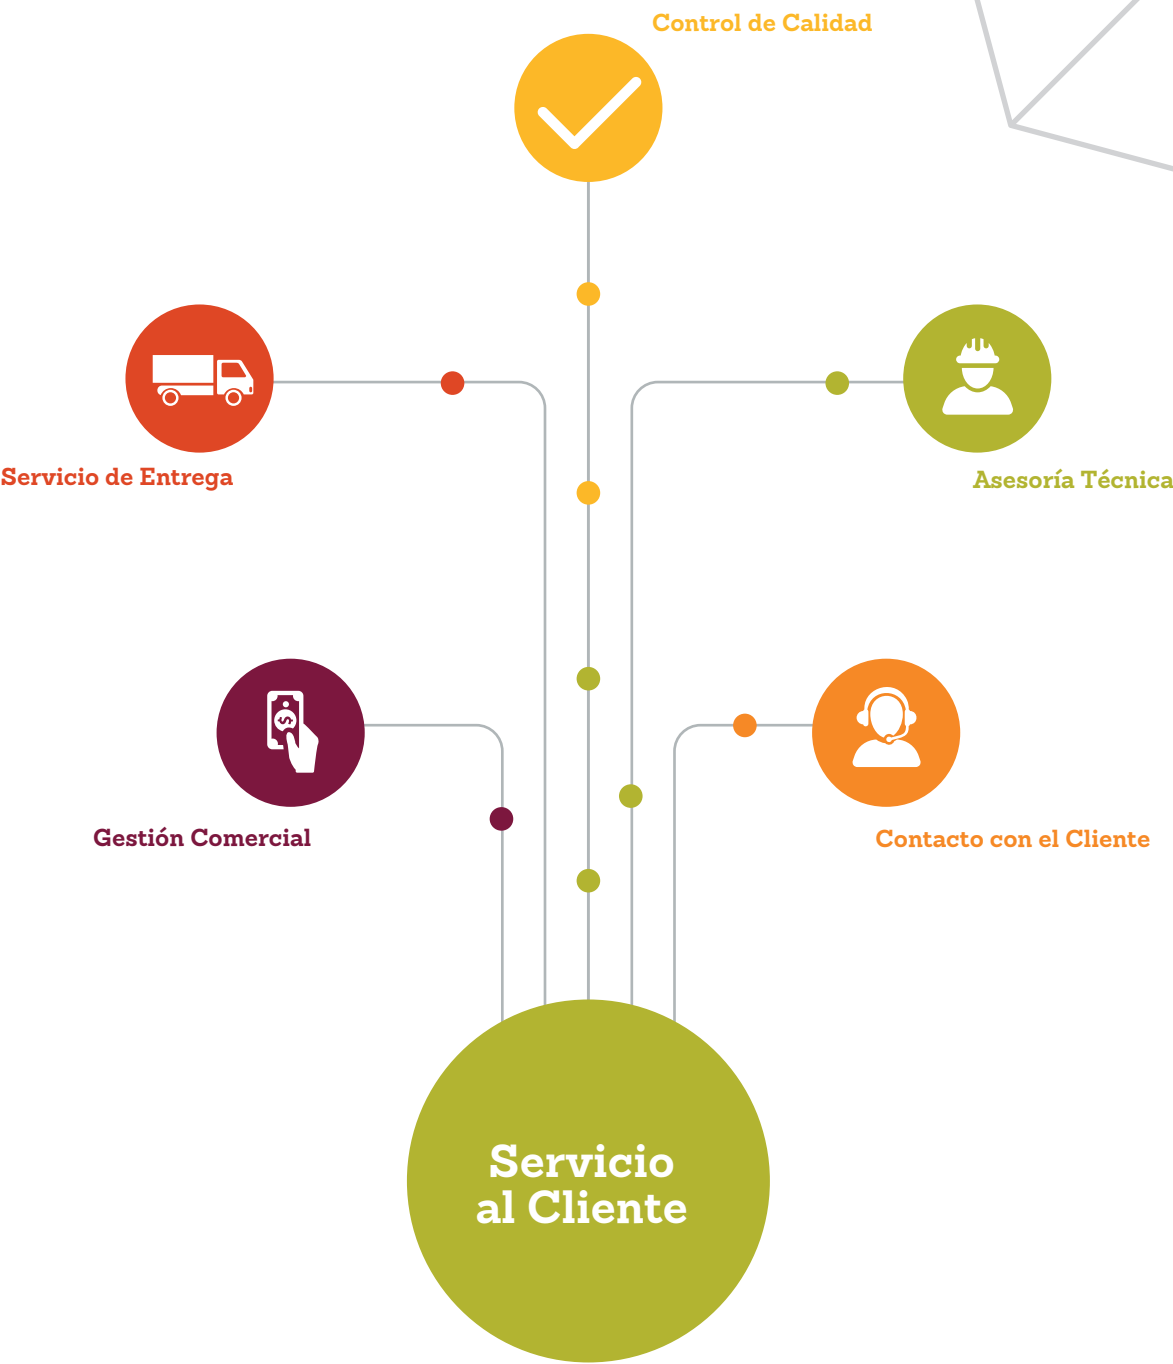 Control de Calidad
Servicio de Entrega
Asesoría Técnica
Gestión Comercial
Contacto con el Cliente
Servicio
al Cliente